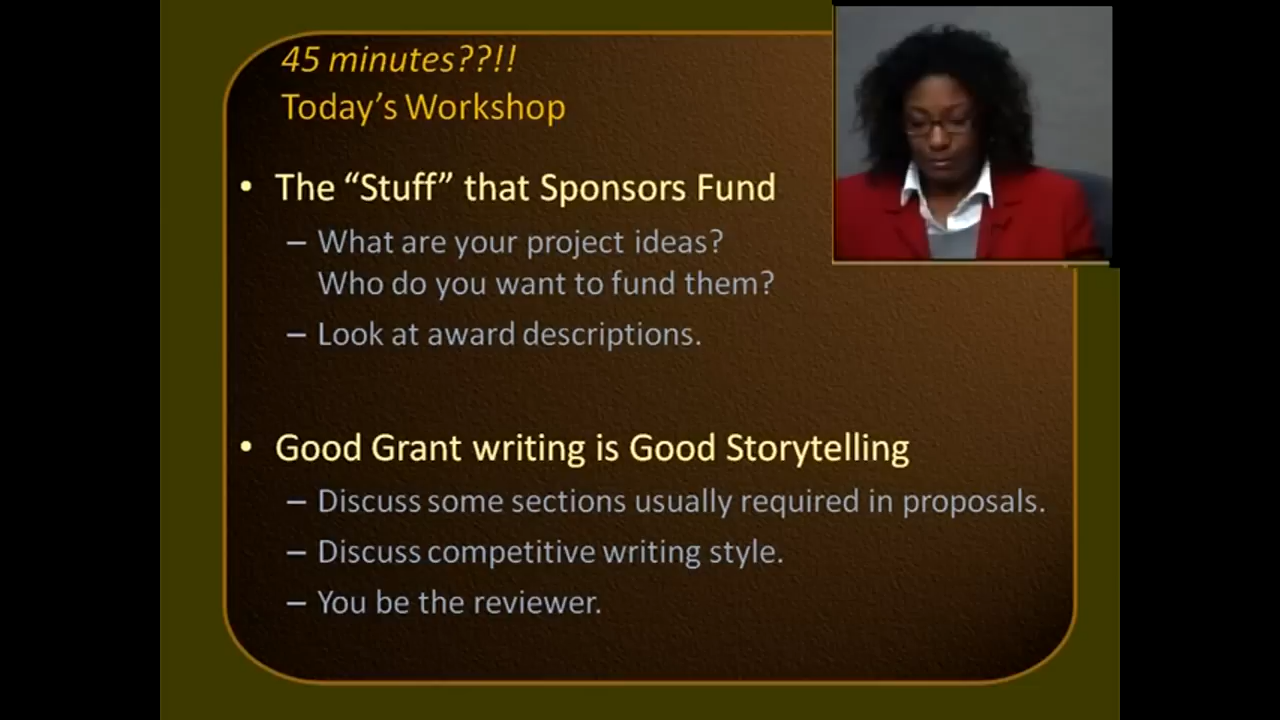 45 minutes??!!
Today's Workshop
• The “Stuff” that Sponsors Fund
– What are your project ideas?
Who do you want to fund them?
– Look at award descriptions.
• Good Grant writing is Good Storytelling
– Discuss some sections usually required in proposals.
– Discuss competitive writing style.
– You be the reviewer.